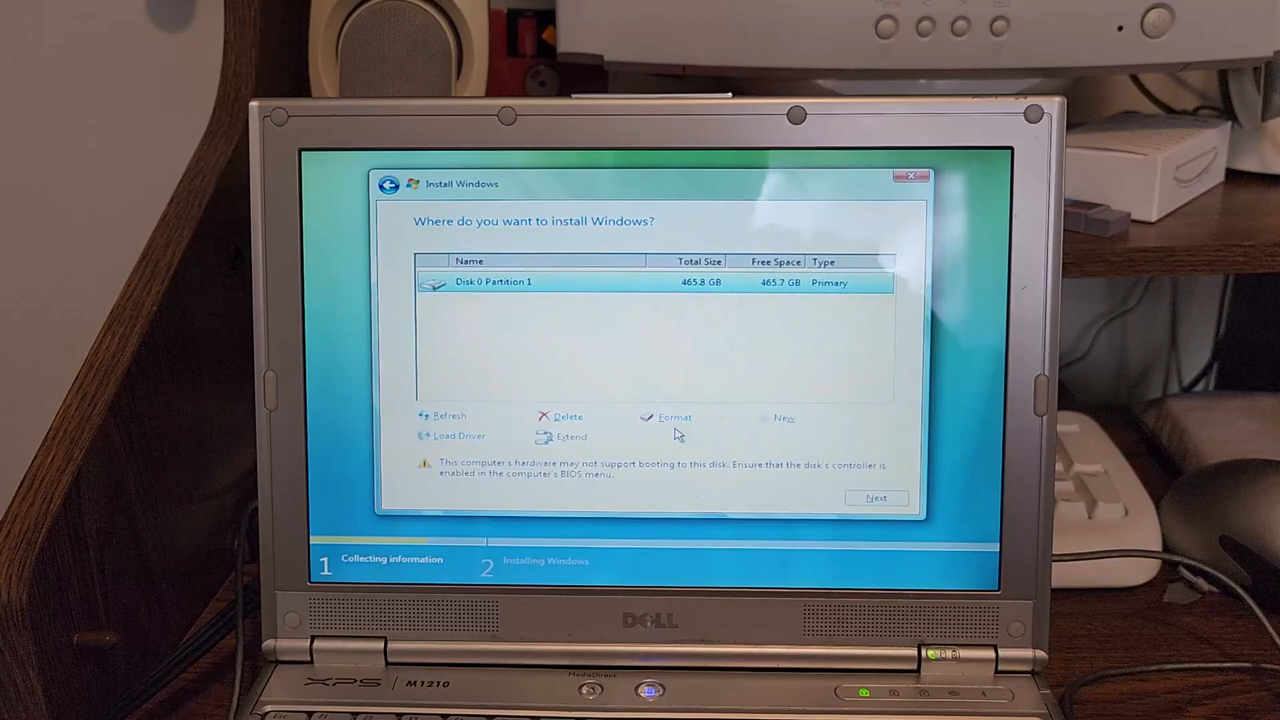 Install Windows
Where do you want to install Windows?
Name Total Size Free Space Type
Disk 0 Partition 1 465.8 GB 465.7 GB Primary
Refresh Delete Format New
Load Driver Extend
This computer's hardware may not support booting to this disk. Ensure that the disk's controller is
enabled in the computer's BIOS menu.
Next
1 Collecting information 2 Installing Windows
DELL
XPS M1210 MediaDirect